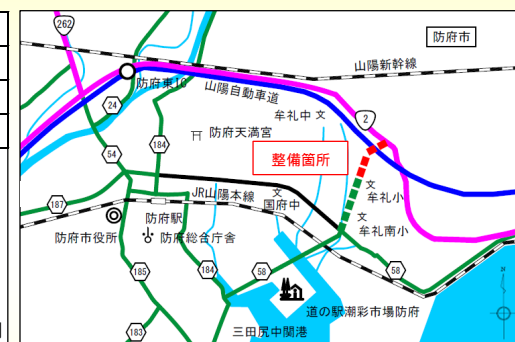 262
防府市
山陽新幹線
防府東IC
山陽自動車道
24
2
牟礼中 文
防府天満宮
184
54
整備箇所
文
牟礼小
187
JR山陽本線
文
国府中
文
牟礼南小
防府駅
防府市役所
防府総合庁舎
185
184
58
58
道の駅潮彩市場防府
183
三田尻中関港